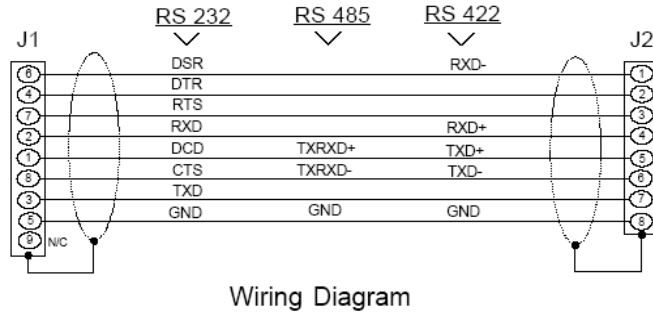 RS 232 RS 485 RS 422
J1 J2
6 DSR RXD- 1
4 DTR 2
7 RTS 3
2 RXD RXD+ 4
1 DCD TXRXD+ TXD+ 5
8 CTS TXRXD- TXD- 6
3 TXD 7
5 GND GND GND 8
9 N/C
Wiring Diagram